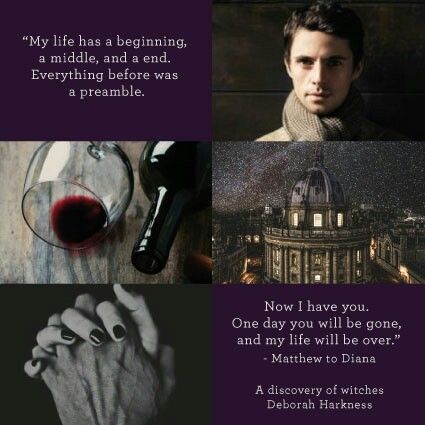 “My life has a beginning,
a middle, and a end.
Everything before was
a preamble.
Now I have you.
One day you will be gone,
and my life will be over.”
- Matthew to Diana
A discovery of witches
Deborah Harkness